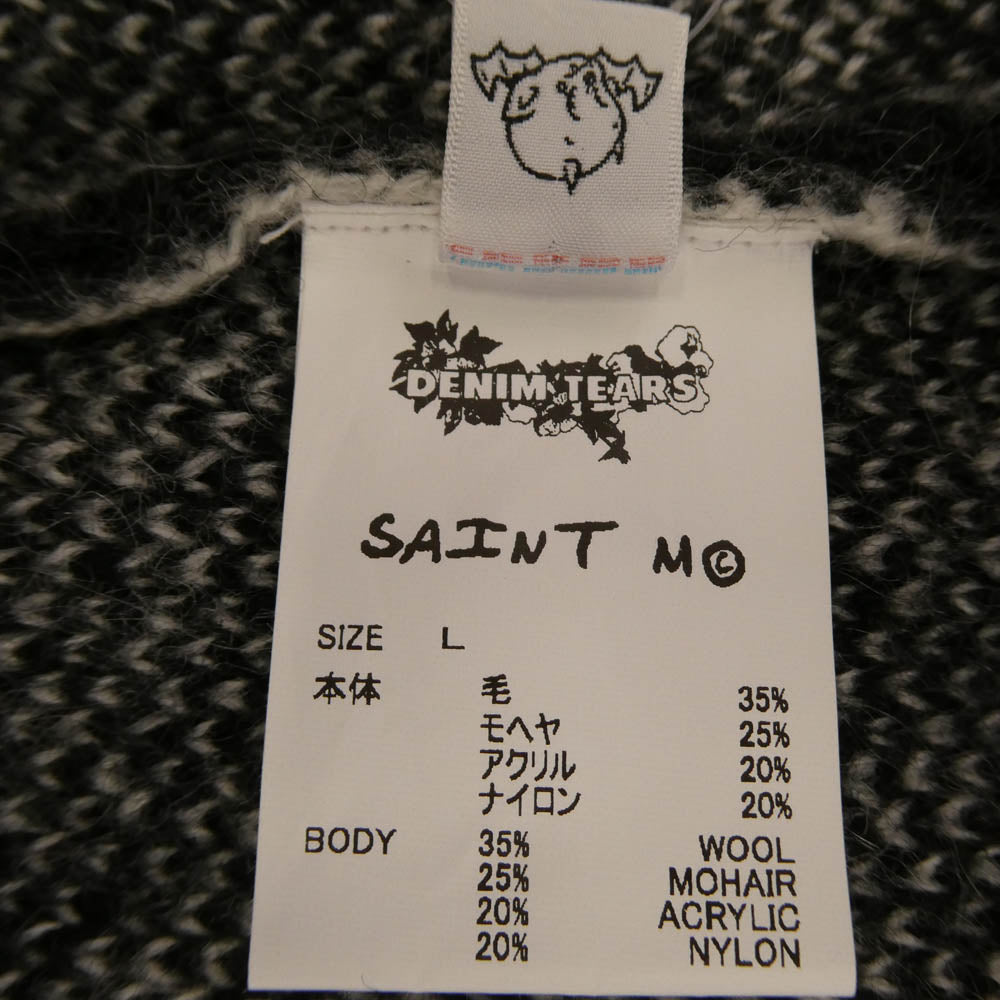 DENIM TEARS
SAINT M©
SIZE L
本体 毛 35%
モヘヤ 25%
アクリル 20%
ナイロン 20%
BODY 35% WOOL
25% MOHAIR
20% ACRYLIC
20% NYLON